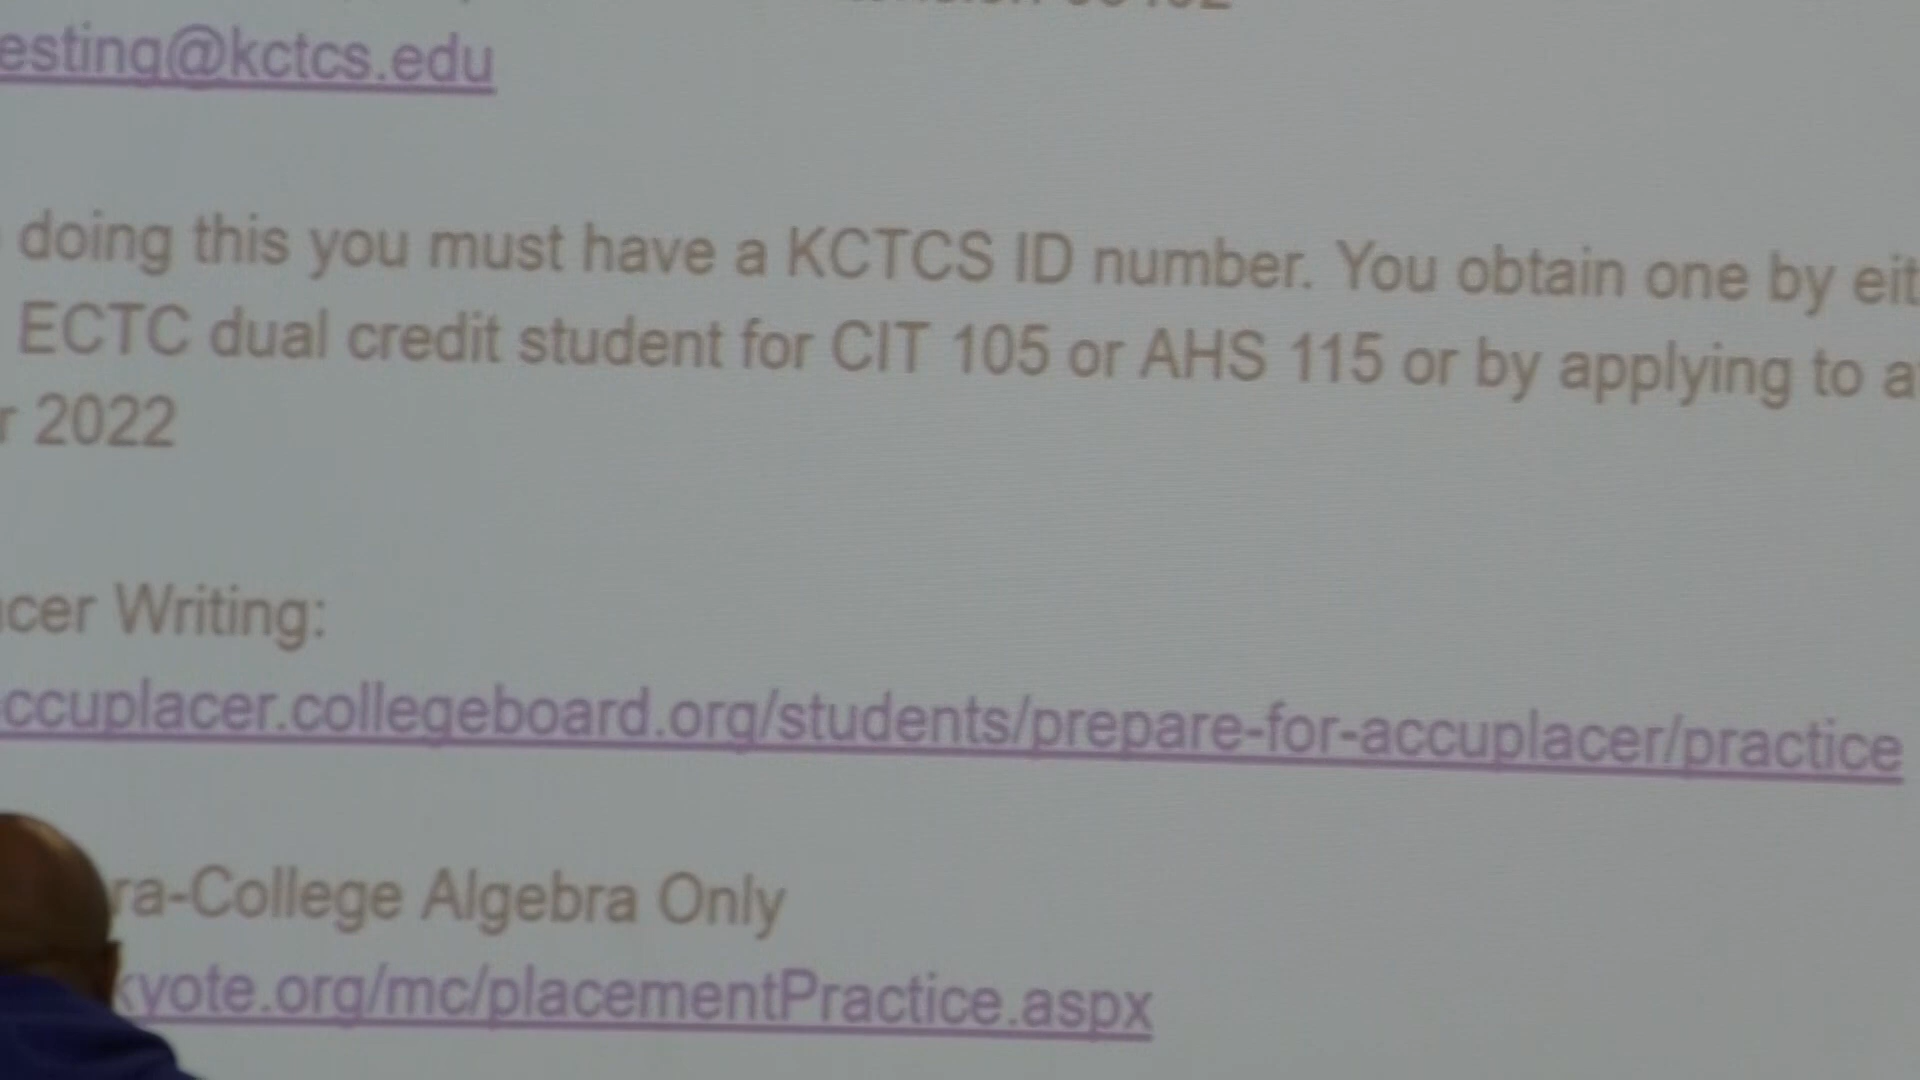 esting@kctcs.edu
doing this you must have a KCTCS ID number. You obtain one by eit
ECTC dual credit student for CIT 105 or AHS 115 or by applying to a
r 2022
cer Writing:
ccuplacer.collegeboard.org/students/prepare-for-accuplacer/practice
ra-College Algebra Only
kyote.org/mc/placementPractice.aspx